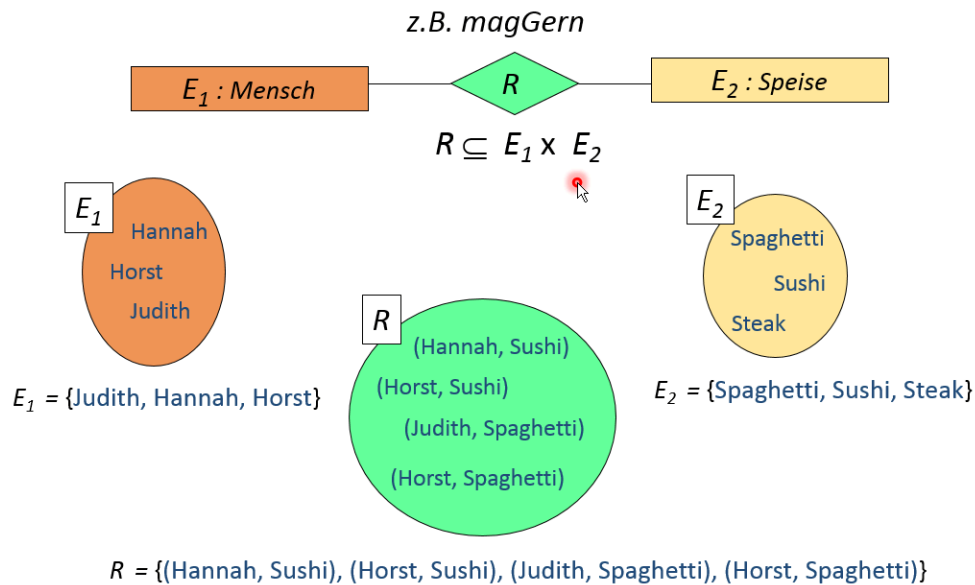 z.B. magGern
E₁ : Mensch
R
E₂ : Speise
R ⊆ E₁ x E₂
E₁
Hannah
Horst
Judith
E₁ = {Judith, Hannah, Horst}
R
(Hannah, Sushi)
(Horst, Sushi)
(Judith, Spaghetti)
(Horst, Spaghetti)
E₂
Spaghetti
Sushi
Steak
E₂ = {Spaghetti, Sushi, Steak}
R = {(Hannah, Sushi), (Horst, Sushi), (Judith, Spaghetti), (Horst, Spaghetti)}